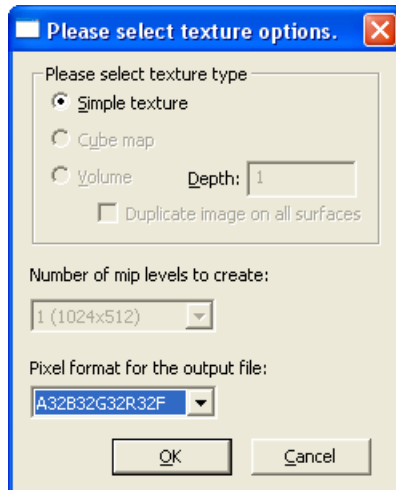 Please select texture options.
Please select texture type
Simple texture
Cube map
Volume Depth: 1
Duplicate image on all surfaces
Number of mip levels to create:
1 (1024x512)
Pixel format for the output file:
A32B32G32R32F
OK Cancel